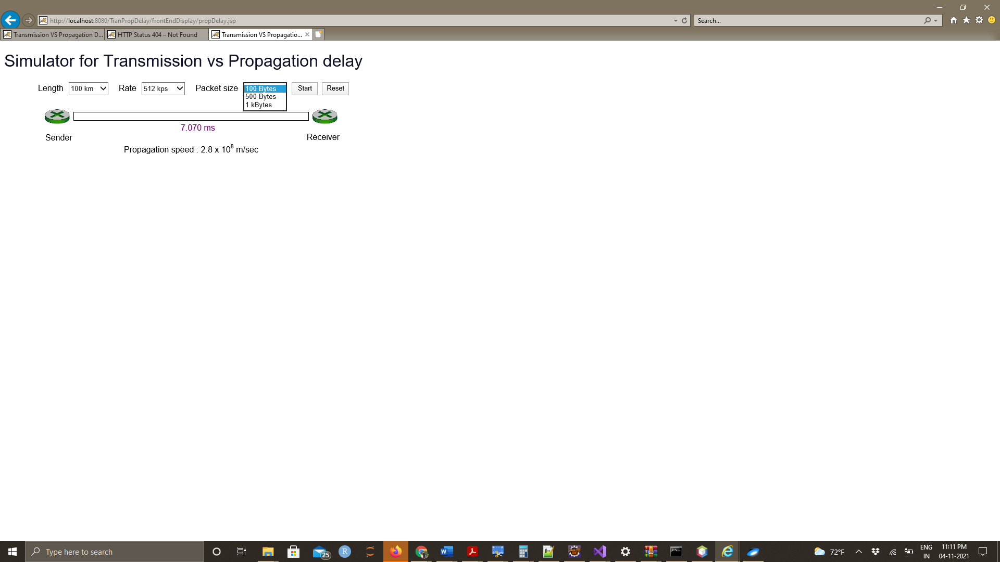 http://localhost:8080/TranPropDelay/frontEndDisplay/propDelay.jsp
Search...
Transmission VS Propagation D...
HTTP Status 404 – Not Found
Transmission VS Propagatio...
Simulator for Transmission vs Propagation delay
Length 100 km Rate 512 kps Packet size 100 Bytes Start Reset
500 Bytes
1 kBytes
7.070 ms
Sender
Receiver
Propagation speed : 2.8 x 10⁸ m/sec
Type here to search
25
R
72°F
ENG
IN
11:11 PM
04-11-2021